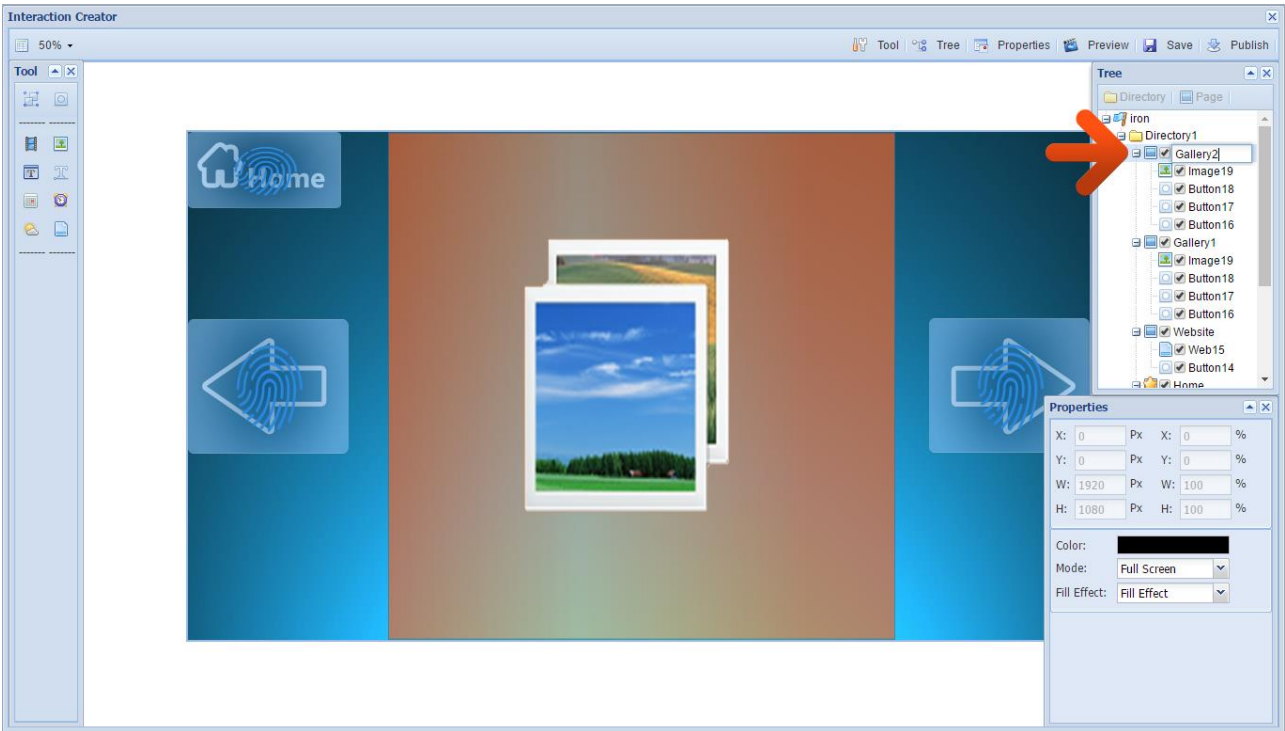 Interaction Creator
50% Tool Tree Properties Preview Save Publish
Tool
Home
Tree
Directory Page
iron
Directory1
Gallery2
Image19
Button18
Button17
Button16
Gallery1
Image19
Button18
Button17
Button16
Website
Web15
Button14
Home
Properties
X: 0 Px X: 0 %
Y: 0 Px Y: 0 %
W: 1920 Px W: 100 %
H: 1080 Px H: 100 %
Color:
Mode: Full Screen
Fill Effect: Fill Effect